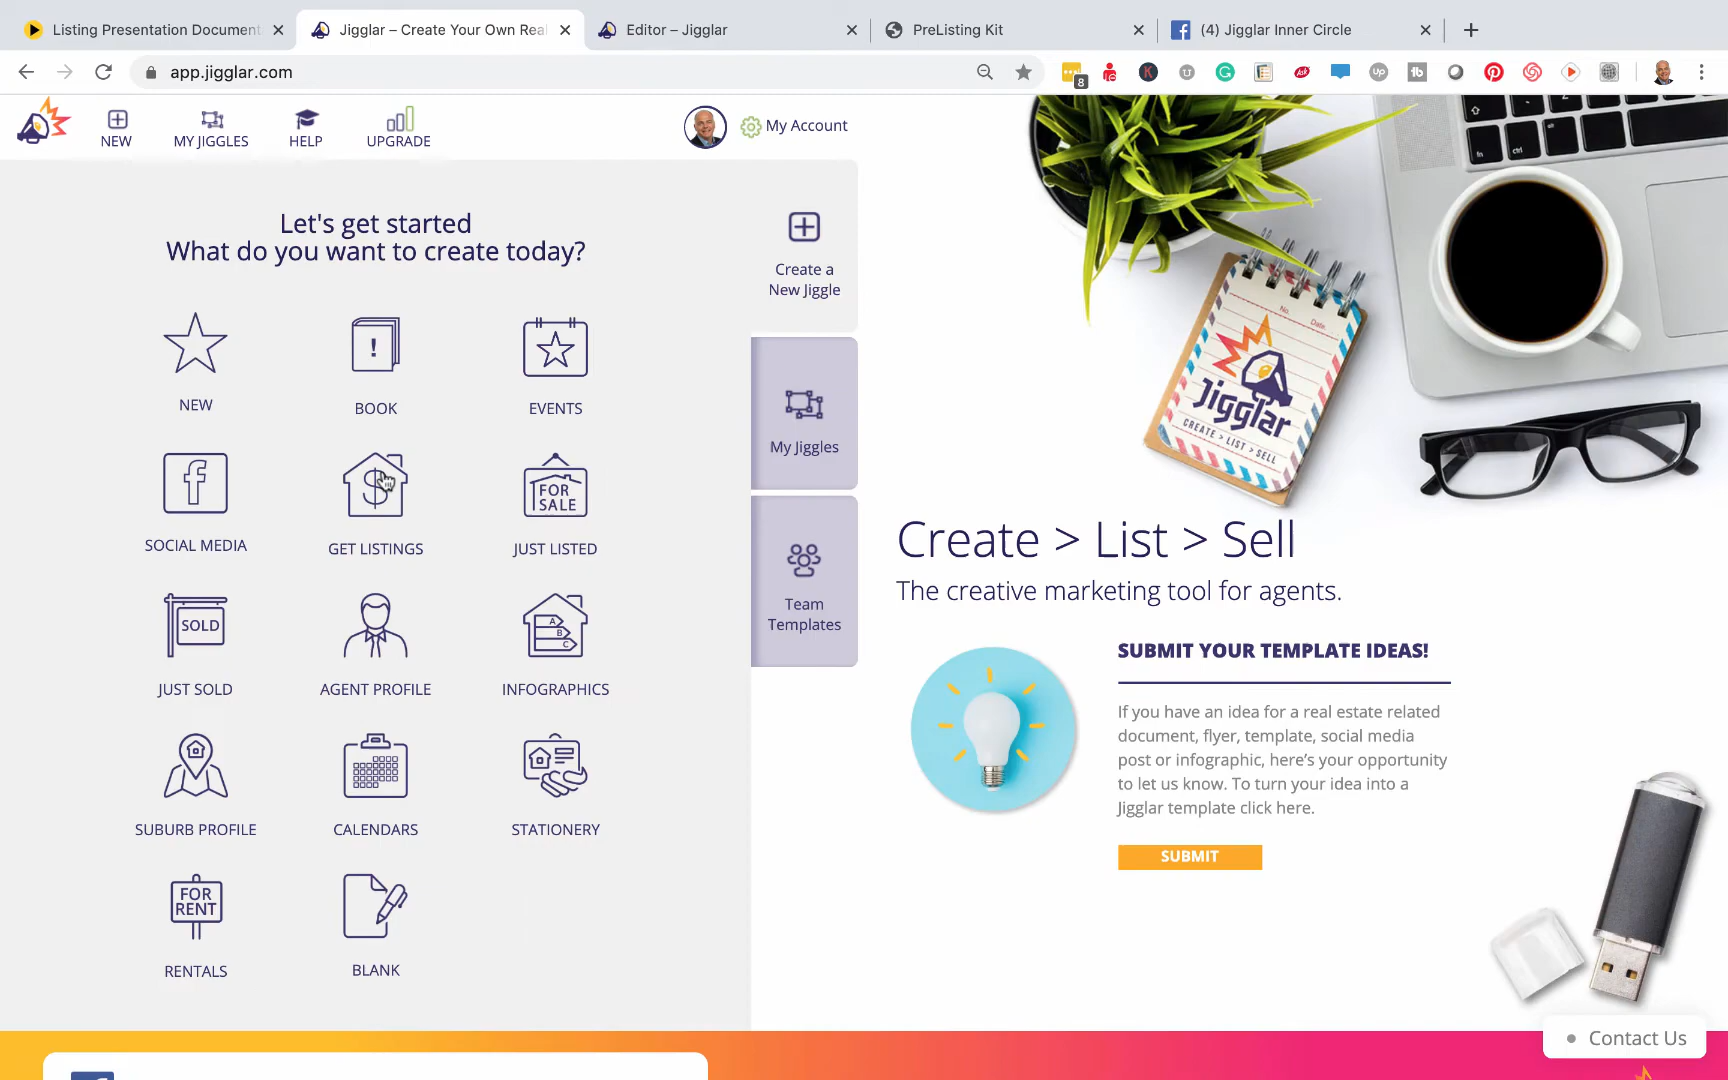 Listing Presentation Document
Jigglar – Create Your Own Rea
Editor – Jigglar
PreListing Kit
(4) Jigglar Inner Circle
app.jigglar.com
8
NEW
MY JIGGLES
HELP
UPGRADE
My Account
Let's get started
What do you want to create today?
NEW
BOOK
EVENTS
SOCIAL MEDIA
GET LISTINGS
FOR
SALE
JUST LISTED
SOLD
JUST SOLD
AGENT PROFILE
A
B
C
INFOGRAPHICS
SUBURB PROFILE
CALENDARS
STATIONERY
FOR
RENT
RENTALS
BLANK
Create a
New Jiggle
My Jiggles
Team
Templates
No.
Date.
Jigglar
CREATE > LIST > SELL
Create > List > Sell
The creative marketing tool for agents.
SUBMIT YOUR TEMPLATE IDEAS!
If you have an idea for a real estate related
document, flyer, template, social media
post or infographic, here's your opportunity
to let us know. To turn your idea into a
Jigglar template click here.
SUBMIT
Contact Us